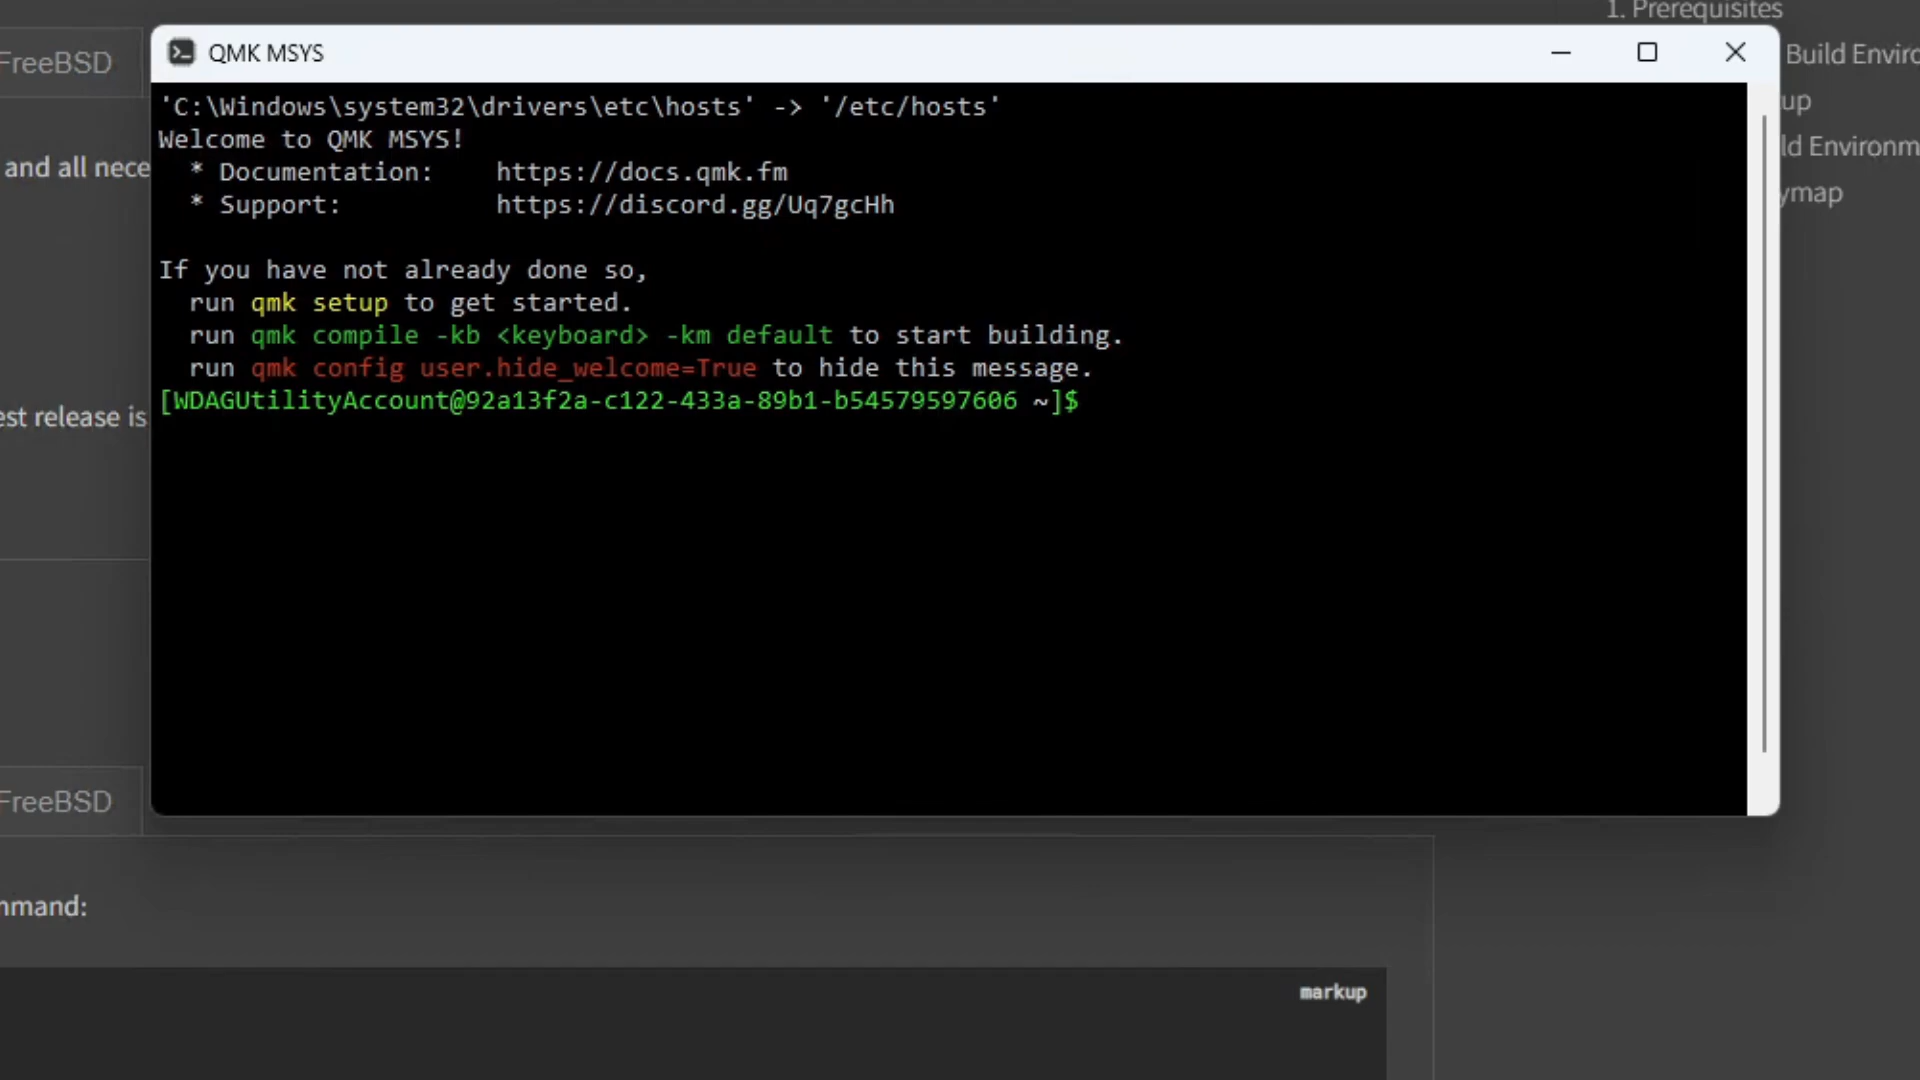 1. Prerequisites
FreeBSD
QMK MSYS
Build Enviro
'C:\Windows\system32\drivers\etc\hosts' -> '/etc/hosts'
up
Welcome to QMK MSYS!
ld Environm
and all nece
* Documentation: https://docs.qmk.fm
ymap
* Support: https://discord.gg/Uq7gcHh
If you have not already done so,
run qmk setup to get started.
run qmk compile -kb <keyboard> -km default to start building.
run qmk config user.hide_welcome=True to hide this message.
[WDAGUtilityAccount@92a13f2a-c122-433a-89b1-b54579597606 ~]$
est release is
FreeBSD
mmand:
markup